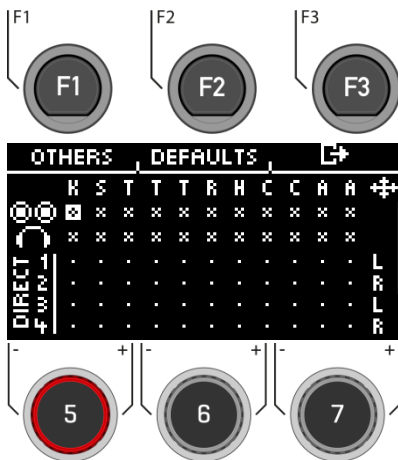 F1 F2 F3
F1 F2 F3
OTHERS DEFAULTS
K S T T T R H C C A A
x x x x x x x x x x x
x x x x x x x x x x x
DIRECT
1 . . . . . . . . . . . L
2 . . . . . . . . . . . R
3 . . . . . . . . . . . L
4 . . . . . . . . . . . R
- + - + - +
5 6 7